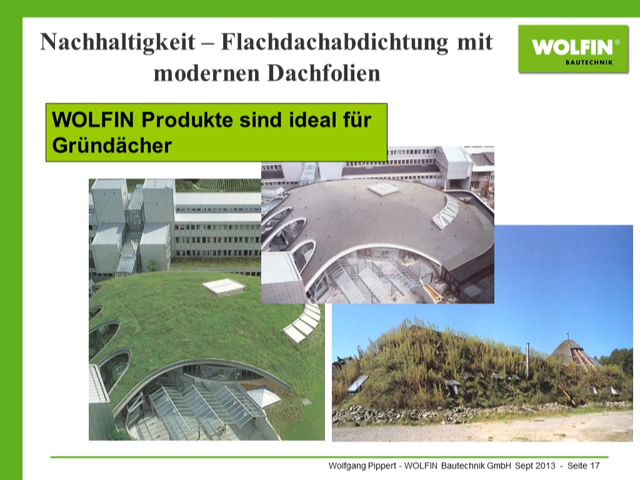 Nachhaltigkeit – Flachdachabdichtung mit
modernen Dachfolien
WOLFIN®
BAUTECHNIK
WOLFIN Produkte sind ideal für
Gründächer
Wolfgang Pippert - WOLFIN Bautechnik GmbH Sept 2013 - Seite 17